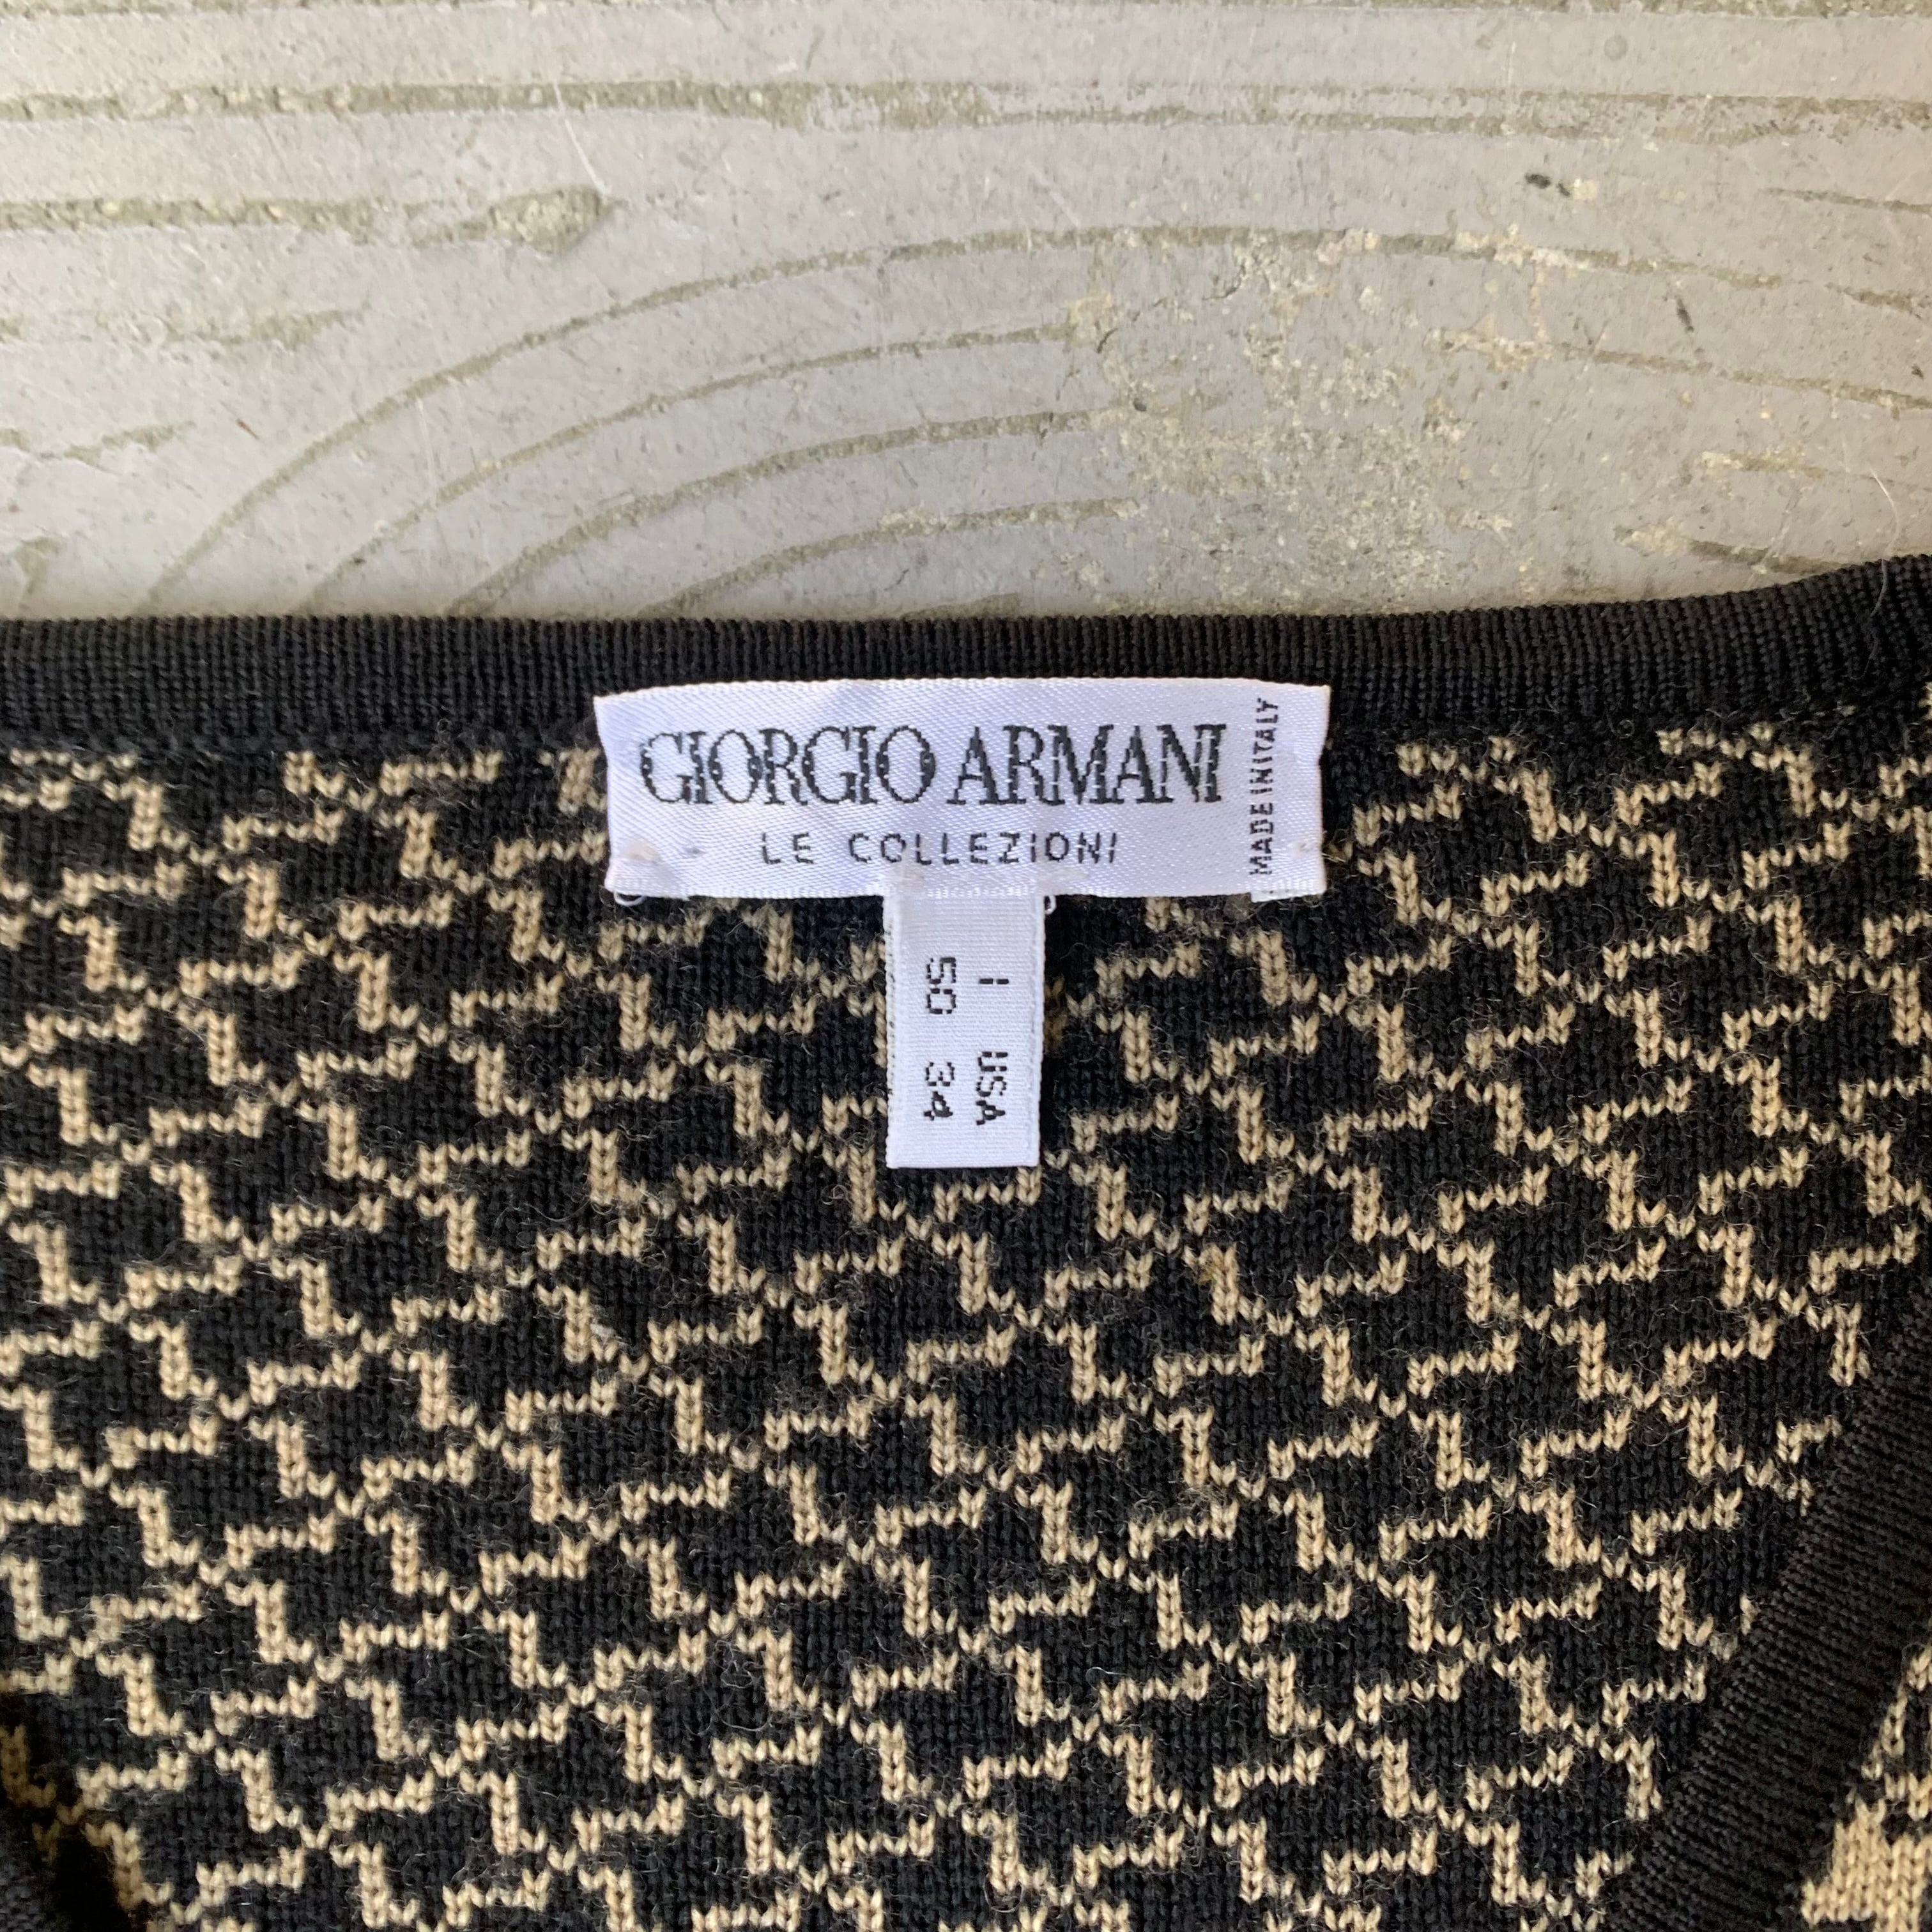 GIORGIO ARMANI
LE COLLEZIONI
MADE IN ITALY
I USA
50 34